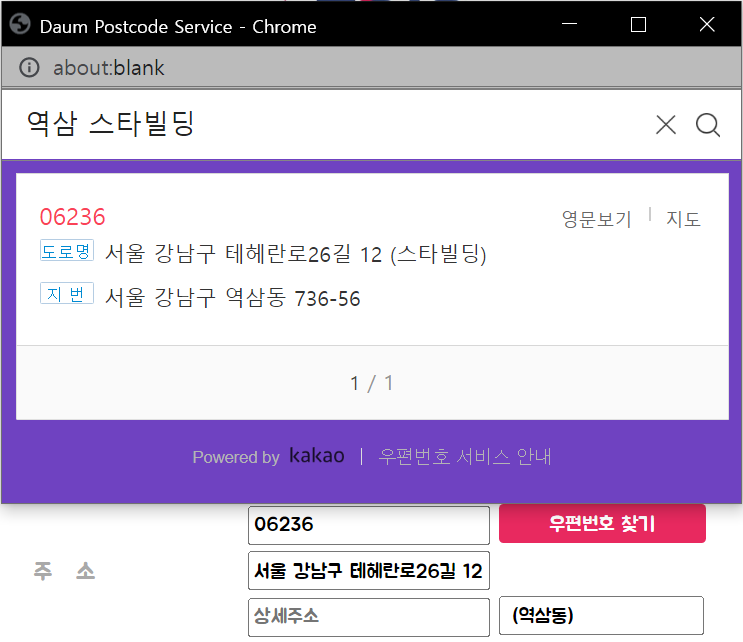 Daum Postcode Service - Chrome
about:blank
역삼 스타빌딩
06236
영문보기 | 지도
도로명 서울 강남구 테헤란로26길 12 (스타빌딩)
지 번 서울 강남구 역삼동 736-56
1 / 1
Powered by kakao | 우편번호 서비스 안내
06236 우편번호 찾기
주 소 서울 강남구 테헤란로26길 12
상세주소 (역삼동)